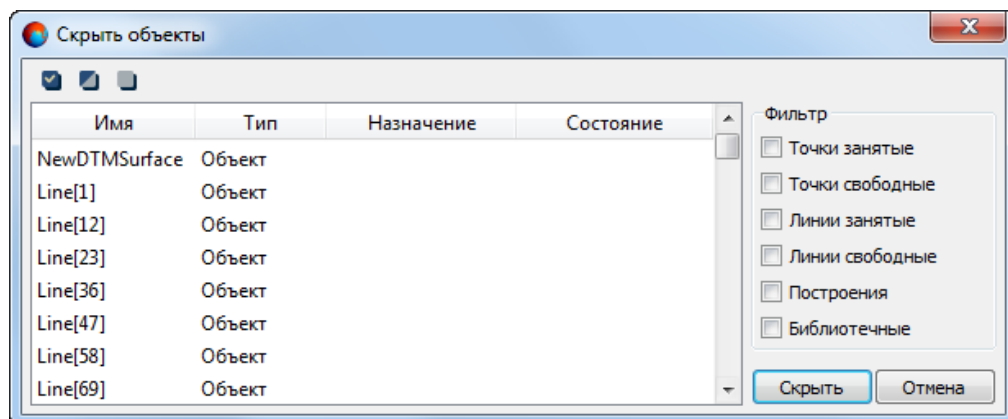 Скрыть объекты
Имя Тип Назначение Состояние
NewDTMSurface Объект
Line[1] Объект
Line[12] Объект
Line[23] Объект
Line[36] Объект
Line[47] Объект
Line[58] Объект
Line[69] Объект
Фильтр
Точки занятые
Точки свободные
Линии занятые
Линии свободные
Построения
Библиотечные
Скрыть Отмена